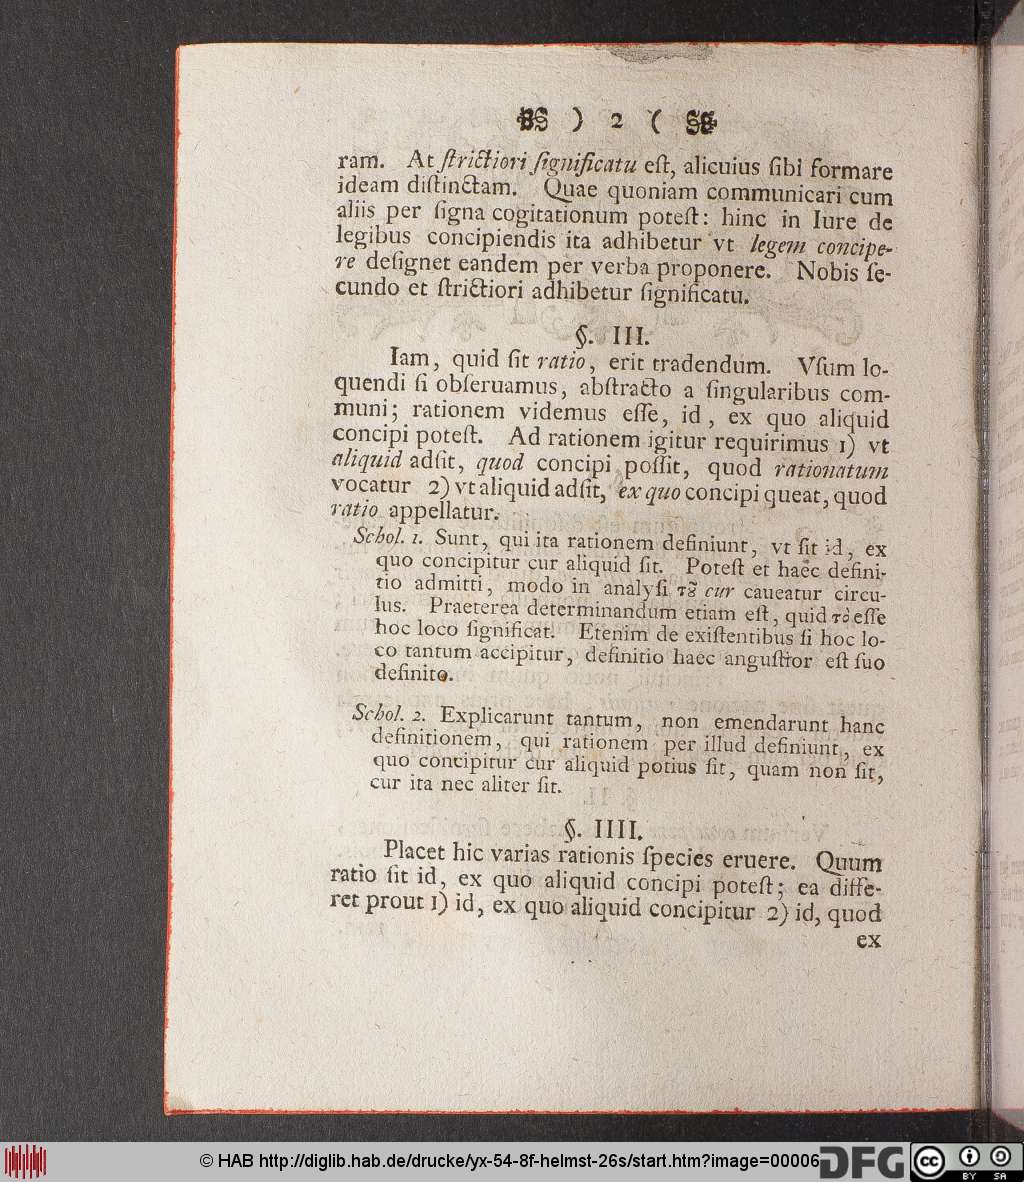 ) 2 (
ram. At ſtrictiori ſignificatu eſt, alicuius ſibi formare
ideam diſtinctam. Quae quoniam communicari cum
aliis per ſigna cogitationum poteſt: hinc in Iure de
legibus concipiendis ita adhibetur vt legem concipe-
re deſignet eandem per verba proponere. Nobis ſe-
cundo et ſtrictiori adhibetur ſignificatu.
§. III.
Iam, quid ſit ratio, erit tradendum. Vſum lo-
quendi ſi obſeruamus, abſtracto a ſingularibus com-
muni; rationem videmus eſſe, id, ex quo aliquid
concipi poteſt. Ad rationem igitur requirimus 1) vt
aliquid adſit, quod concipi poſſit, quod rationatum
vocatur 2) vt aliquid adſit, ex quo concipi queat, quod
ratio appellatur.
Schol. 1. Sunt, qui ita rationem definiunt, vt ſit id, ex
quo concipitur cur aliquid ſit. Poteſt et haec defini-
tio admitti, modo in analyſi τȣ͂ cur caueatur circu-
lus. Praeterea determinandum etiam eſt, quid τὸ eſſe
hoc loco ſignificat. Etenim de exiſtentibus ſi hoc lo-
co tantum accipitur, definitio haec anguſtior eſt ſuo
definito.
Schol. 2. Explicarunt tantum, non emendarunt hanc
definitionem, qui rationem per illud definiunt, ex
quo concipitur cur aliquid potius ſit, quam non ſit,
cur ita nec aliter ſit.
§. IIII.
Placet hic varias rationis ſpecies eruere. Quum
ratio ſit id, ex quo aliquid concipi poteſt; ea diffe-
ret prout 1) id, ex quo aliquid concipitur 2) id, quod
ex
© HAB http://diglib.hab.de/drucke/yx-54-8f-helmst-26s/start.htm?image=00006
DFG
cc BY SA